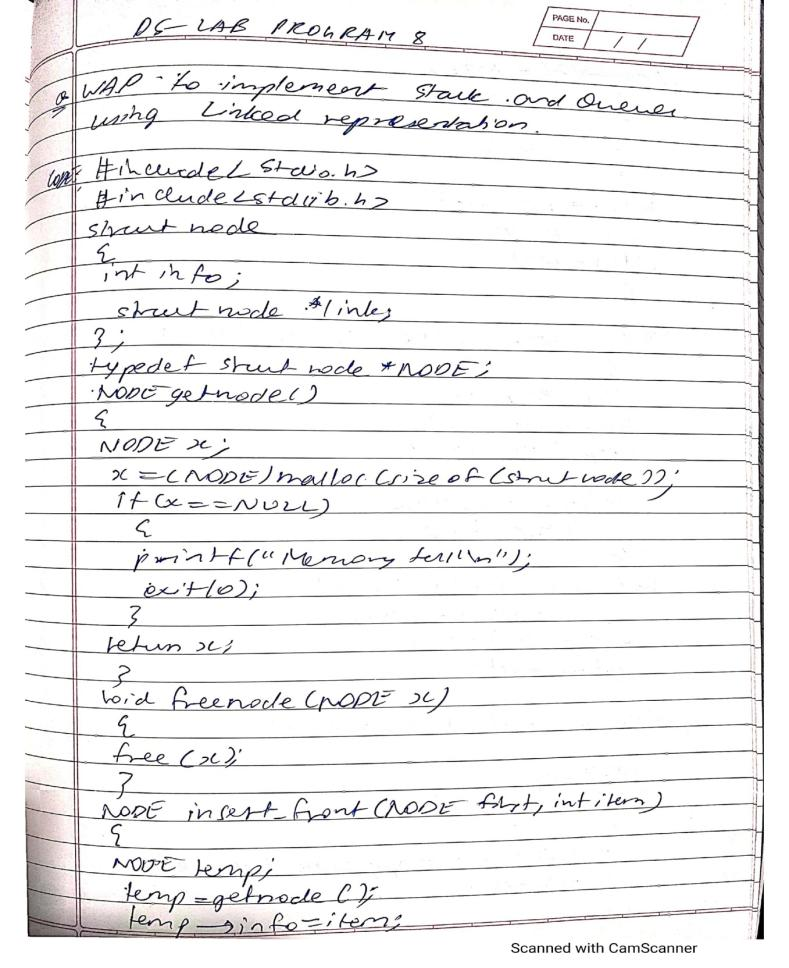 DS-LAB PROGRAM 8
PAGE No.
DATE / /
Q WAP - to implement stack and Queues
using Linked representation.
CODE: #include<stdio.h>
#include<stdlib.h>
struct node
{
int info;
struct node *link;
};
typedef struct node *NODE;
NODE getnode()
{
NODE x;
x=(NODE)malloc(sizeof(struct node));
if(x==NULL)
{
printf("Memory full\n");
exit(0);
}
return x;
}
void freenode(NODE x)
{
free(x);
}
NODE insert_front(NODE first, int item)
{
NODE temp;
temp=getnode();
temp→info=item;
Scanned with CamScanner